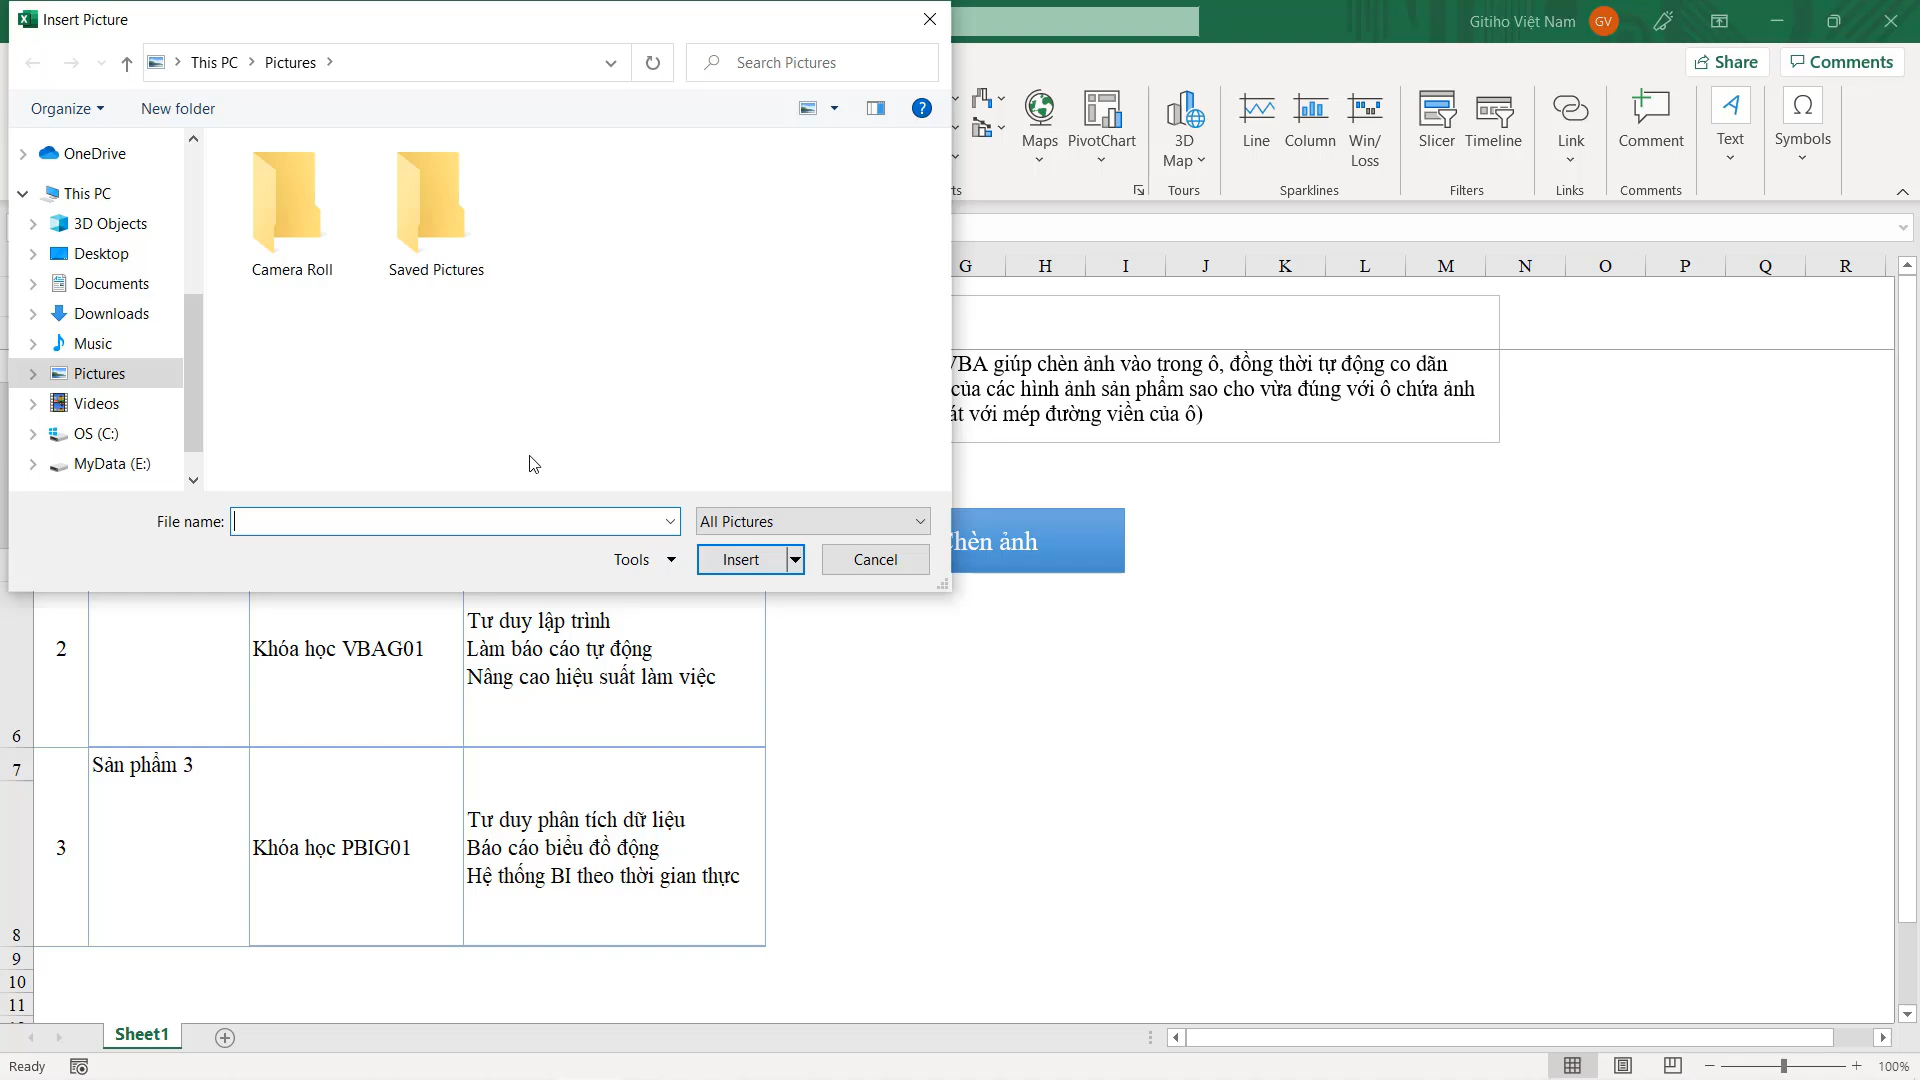 Insert Picture
Gitiho Việt Nam
GV
This PC
Pictures
Search Pictures
Share
Comments
Organize
New folder
OneDrive
This PC
3D Objects
Desktop
Documents
Downloads
Music
Pictures
Videos
OS (C:)
MyData (E:)
Camera Roll
Saved Pictures
File name:
All Pictures
Tools
Insert
Cancel
Maps
PivotChart
3D
Map
Line
Column
Win/
Loss
Slicer
Timeline
Link
Comment
Text
Symbols
Tours
Sparklines
Filters
Links
Comments
G H I J K L M N O P Q R
VBA giúp chèn ảnh vào trong ô, đồng thời tự động co dãn
của các hình ảnh sản phẩm sao cho vừa đúng với ô chứa ảnh
với mép đường viền của ô)
Chèn ảnh
2
Khóa học VBAG01
Tư duy lập trình
Làm báo cáo tự động
Nâng cao hiệu suất làm việc
6
7
Sản phẩm 3
3
Khóa học PBIG01
Tư duy phân tích dữ liệu
Báo cáo biểu đồ động
Hệ thống BI theo thời gian thực
8
9
10
11
Sheet1
Ready
100%